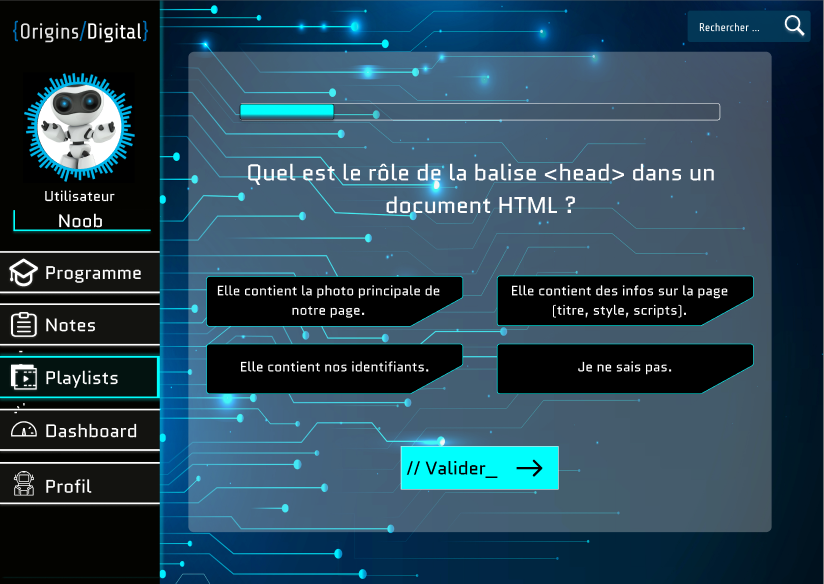 {Origins/Digital}
Rechercher ...
Utilisateur
Noob
Programme
Notes
Playlists
Dashboard
Profil
Quel est le rôle de la balise <head> dans un
document HTML ?
Elle contient la photo principale de
notre page.
Elle contient des infos sur la page
(titre, style, scripts).
Elle contient nos identifiants.
Je ne sais pas.
// Valider_